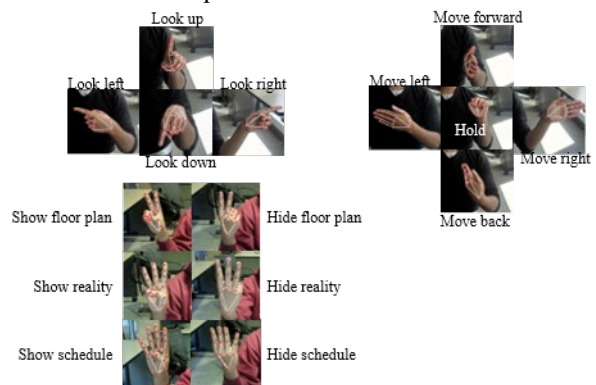 Look up
Look left
Look right
Look down
Move forward
Move left
Hold
Move right
Move back
Show floor plan
Hide floor plan
Show reality
Hide reality
Show schedule
Hide schedule